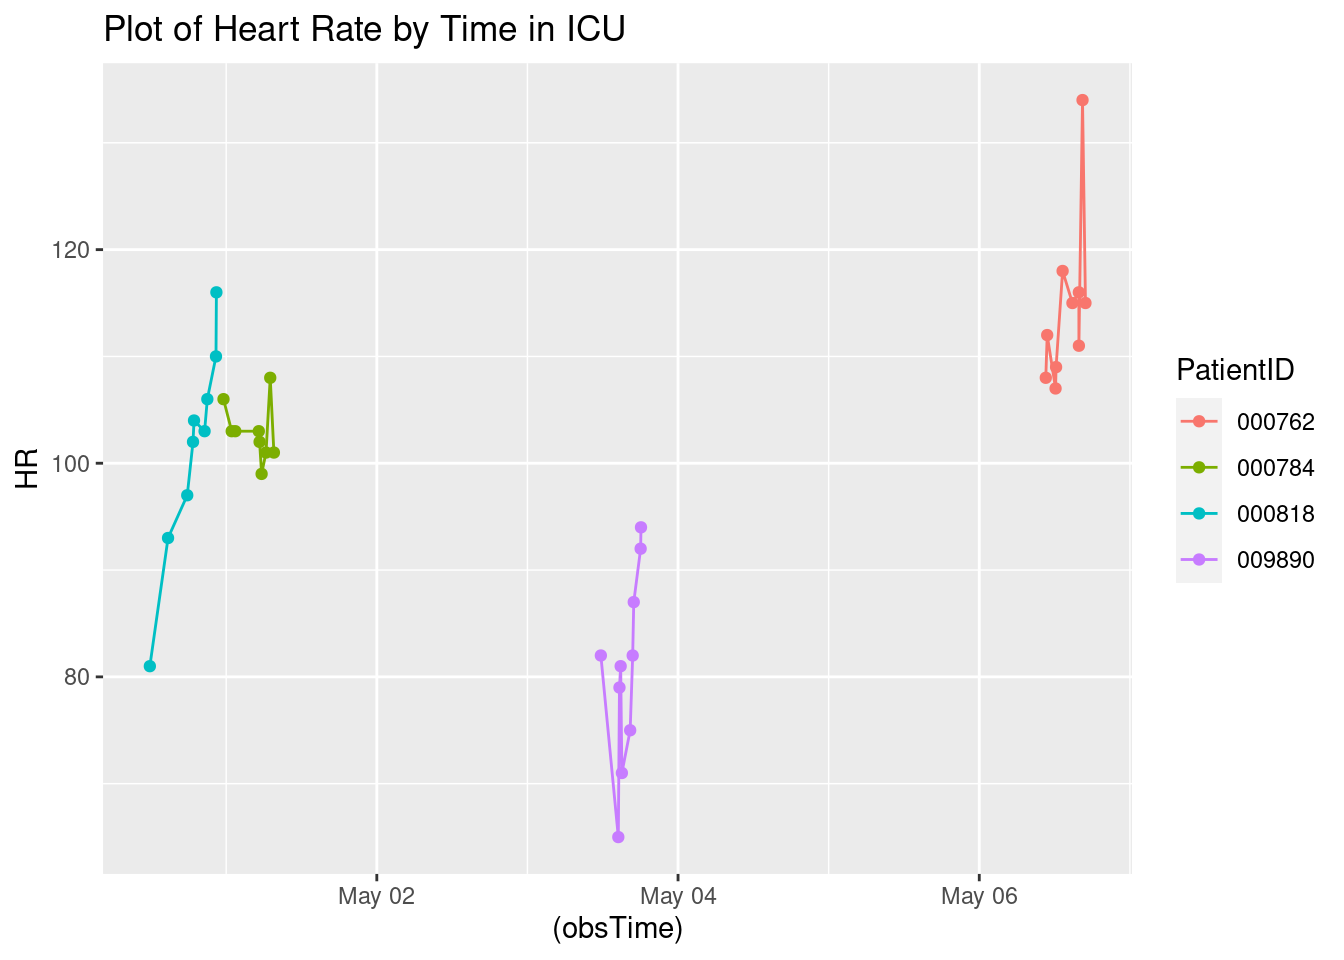 Plot of Heart Rate by Time in ICU
120
100
80
HR
May 02
May 04
May 06
(obsTime)
PatientID
000762
000784
000818
009890